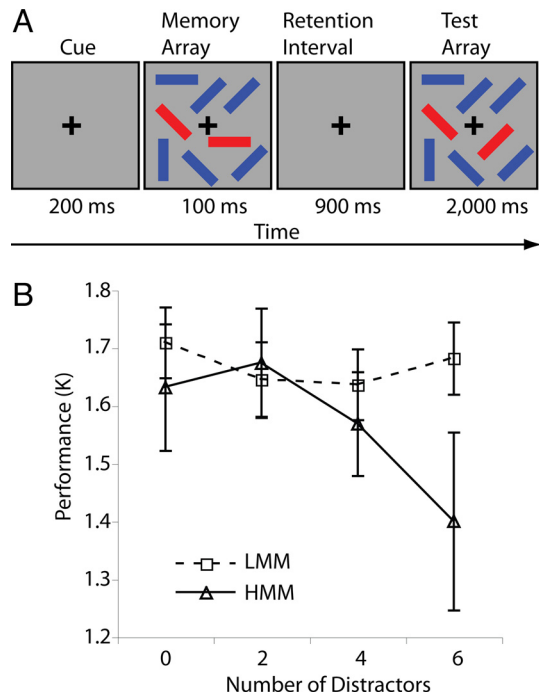 A
Cue
Memory
Array
Retention
Interval
Test
Array
200 ms
100 ms
900 ms
2,000 ms
Time
B
Performance (K)
1.8
1.7
1.6
1.5
1.4
1.3
1.2
LMM
HMM
0 2 4 6
Number of Distractors